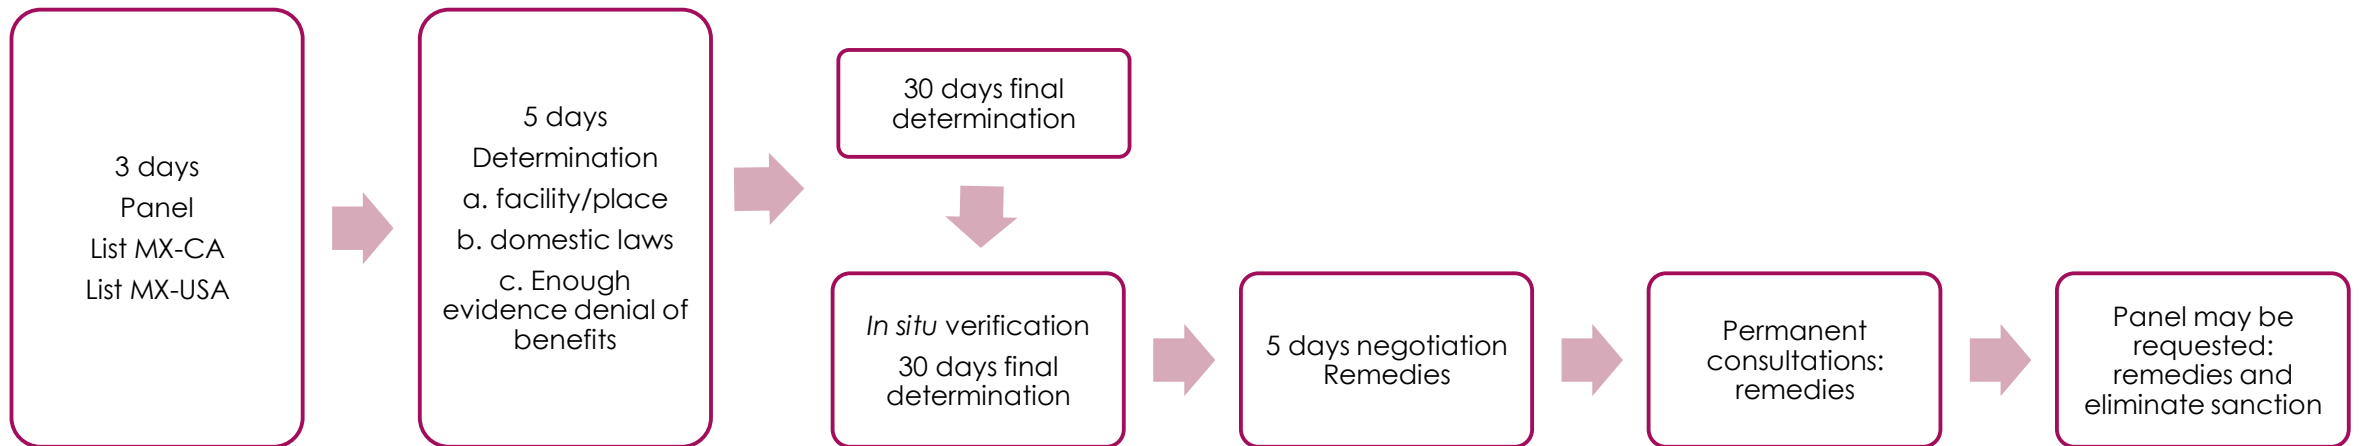 3 days
Panel
List MX-CA
List MX-USA
5 days
Determination
a. facility/place
b. domestic laws
c. Enough
evidence denial of
benefits
30 days final
determination
In situ verification
30 days final
determination
5 days negotiation
Remedies
Permanent
consultations:
remedies
Panel may be
requested:
remedies and
eliminate sanction